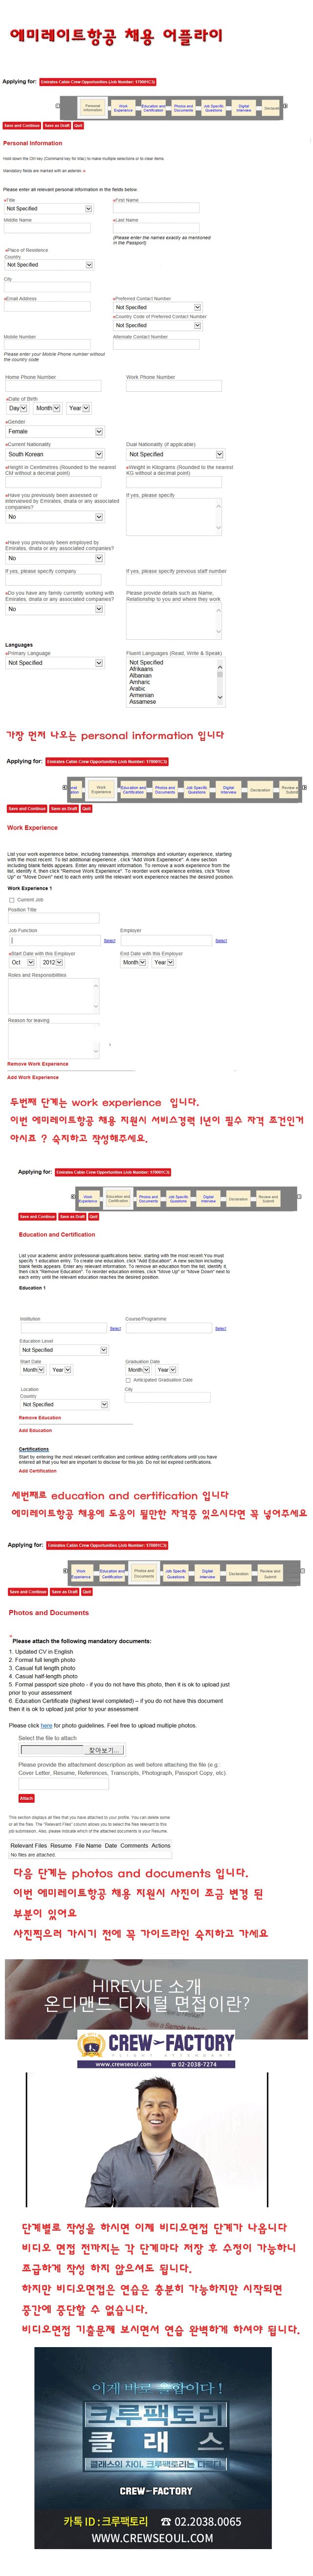 에미레이트항공 채용 어플라이
Applying for: Emirates Cabin Crew Opportunities (Job Number: 170001C3)
Personal Information
Work Experience
Education and Certification
Photos and Documents
Job Specific Questions
Digital Interview
Declarati
Save and Continue Save as Draft Quit
Personal Information
Hold down the Ctrl key (Command key for Mac) to make multiple selections or to clear items.
Mandatory fields are marked with an asterisk
Please enter all relevant personal information in the fields below:
Title
Not Specified
First Name
Middle Name
Last Name
(Please enter the names exactly as mentioned
in the Passport)
Place of Residence
Country
Not Specified
City
Email Address
Preferred Contact Number
Not Specified
Country Code of Preferred Contact Number
Not Specified
Mobile Number
Alternate Contact Number
Please enter your Mobile Phone number without
the country code
Home Phone Number
Work Phone Number
Date of Birth
Day Month Year
Gender
Female
Current Nationality
South Korean
Dual Nationality (if applicable)
Not Specified
Height in Centimetres (Rounded to the nearest
CM without a decimal point)
Weight in Kilograms (Rounded to the nearest
KG without a decimal point)
Have you previously been assessed or
interviewed by Emirates, dnata or any associated
companies?
No
If yes, please specify
Have you previously been employed by
Emirates, dnata or any associated companies?
No
If yes, please specify company
If yes, please specify previous staff number
Do you have any family currently working with
Emirates, dnata or any associated companies?
No
Please provide details such as Name,
Relationship to you and where they work
Languages
Primary Language
Not Specified
Fluent Languages (Read, Write & Speak)
Not Specified
Afrikaans
Albanian
Amharic
Arabic
Armenian
Assamese
가장 먼저 나오는 personal information 입니다
Applying for: Emirates Cabin Crew Opportunities (Job Number: 170001C3)
Work Experience
Education and Certification
Photos and Documents
Job Specific Questions
Digital Interview
Declaration
Review a Submit
Save and Continue Save as Draft Quit
Work Experience
List your work experience below, including traineeships, internships and voluntary experience, starting
with the most recent. To list additional experience , click "Add Work Experience". A new section
including blank fields appears. Enter any relevant information. To remove a work experience from the
list, identify it, then click "Remove Work Experience". To reorder work experience entries, click "Move
Up" or "Move Down" next to each entry until the relevant work experience reaches the desired position.
Work Experience 1
Current Job
Position Title
Job Function
Select
Employer
Select
Start Date with this Employer
Oct 2012
End Date with this Employer
Month Year
Roles and Responsibilities
Reason for leaving
Remove Work Experience
Add Work Experience
두번째 단계는 work experience 입니다.
이번 에미레이트항공 채용 지원시 서비스경력 1년이 필수 자격 조건인거
아시죠 ? 숙지하고 작성해주세요.
Applying for: Emirates Cabin Crew Opportunities (Job Number: 170001C3)
Work Experience
Education and Certification
Photos and Documents
Job Specific Questions
Digital Interview
Declaration
Review and Submit
Save and Continue Save as Draft Quit
Education and Certification
List your academic and/or professional qualifications below, starting with the most recent You must
specify 1 education entry. To create one education, click "Add Education". A new section including
blank fields appears. Enter any relevant information. To remove an education from the list, identify it,
then click "Remove Education". To reorder education entries, click "Move Up" or "Move Down" next to
each entry until the relevant education reaches the desired position.
Education 1
Institution
Select
Course/Programme
Select
Education Level
Not Specified
Start Date
Month Year
Graduation Date
Month Year
Anticipated Graduation Date
Location
Country
Not Specified
City
Remove Education
Add Education
Certifications
Start by entering the most relevant certification and continue adding certifications until you have
entered all that you feel are important to disclose for this job. Do not list expired certifications.
Add Certification
세번째로 education and certification 입니다
에미레이트항공 채용에 도움이 될만한 자격증 있으시다면 꼭 넣어주세요
Applying for: Emirates Cabin Crew Opportunities (Job Number: 170001C3)
Work Experience
Education and Certification
Photos and Documents
Job Specific Questions
Digital Interview
Declaration
Review and Submit
Save and Continue Save as Draft Quit
Photos and Documents
Please attach the following mandatory documents:
1. Updated CV in English
2. Formal full length photo
3. Casual full length photo
4. Casual half-length photo
5. Formal passport size photo - if you do not have this photo, then it is ok to upload just
prior to your assessment
6. Education Certificate (highest level completed) – if you do not have this document
then it is ok to upload just prior to your assessment
Please click here for photo guidelines. Feel free to upload multiple photos.
Select the file to attach
찾아보기...
Please provide the attachment description as well before attaching the file (e.g.:
Cover Letter, Resume, References, Transcripts, Photograph, Passport Copy, etc)
Attach
This section displays all files that you have attached to your profile. You can delete some
or all the files. The "Relevant Files" column allows you to select the files relevant to this
job submission. Also, please indicate which of the attached documents is your Resume.
Relevant Files Resume File Name Date Comments Actions
No files are attached.
다음 단계는 photos and documents 입니다.
이번 에미레이트항공 채용 지원시 사진이 조금 변경 된
부분이 있어요
사진찍으러 가시기 전에 꼭 가이드라인 숙지하고 가세요
HIREVUE 소개
온디맨드 디지털 면접이란?
CREW FACTORY
FLIGHT ATTENDANT
www.crewseoul.com ☎ 02-2038-7274
단계별로 작성을 하시면 이제 비디오면접 단계가 나옵니다
비디오 면접 전까지는 각 단계마다 저장 후 수정이 가능하니
조급하게 작성 하지 않으셔도 됩니다.
하지만 비디오면접은 연습은 충분히 가능하지만 시작되면
중간에 중단할 수 없습니다.
비디오면접 기출문제 보시면서 연습 완벽하게 하셔야 됩니다.
이게 바로 올합이다 !
크루팩토리
클래스
클래스의 차이, 크루팩토리는 다르다.
CREW FACTORY
카톡 ID : 크루팩토리 ☎ 02.2038.0065
WWW.CREWSEOUL.COM